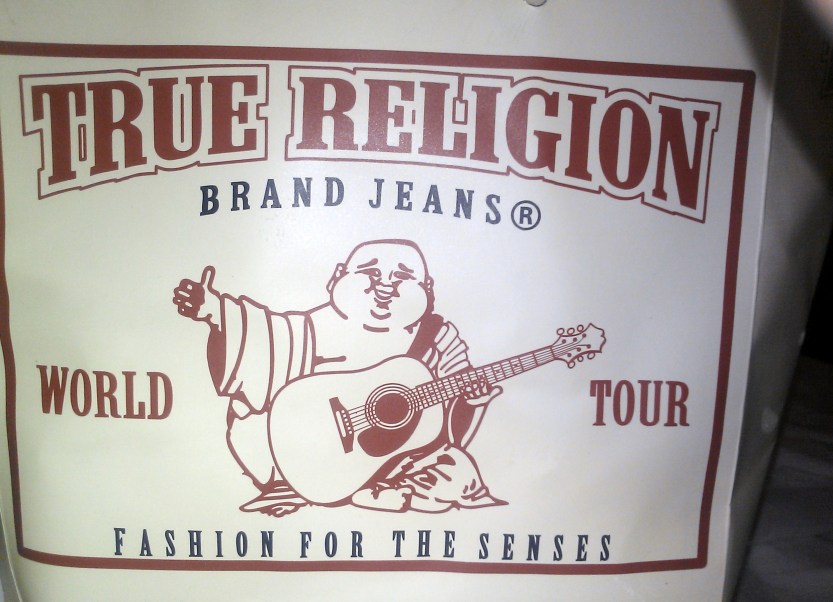 TRUE RELIGION
BRAND JEANS®
WORLD TOUR
FASHION FOR THE SENSES